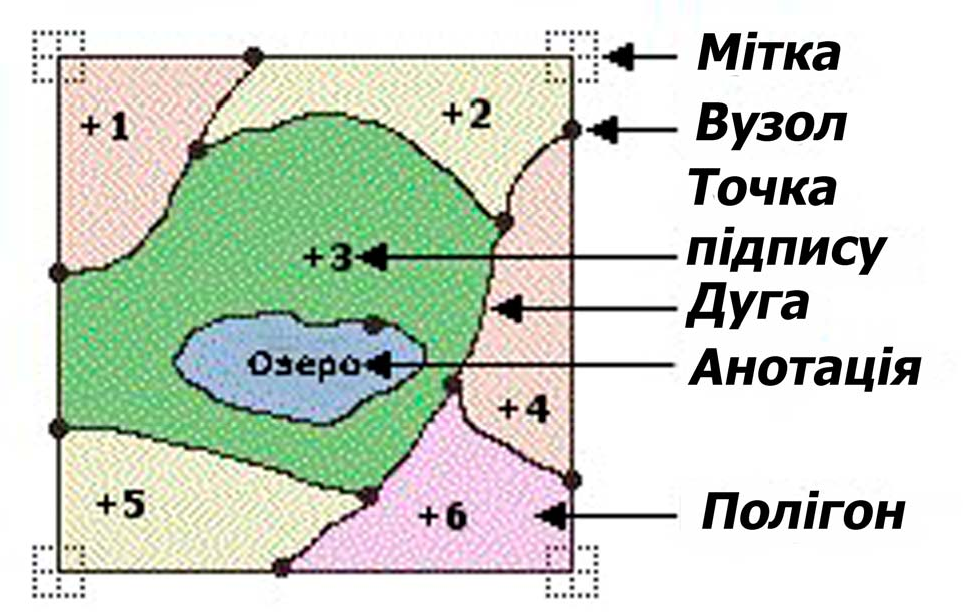 Мітка
+1
+2
Вузол
Точка
підпису
+3
Дуга
Озеро
Анотація
+4
+5
+6
Полігон